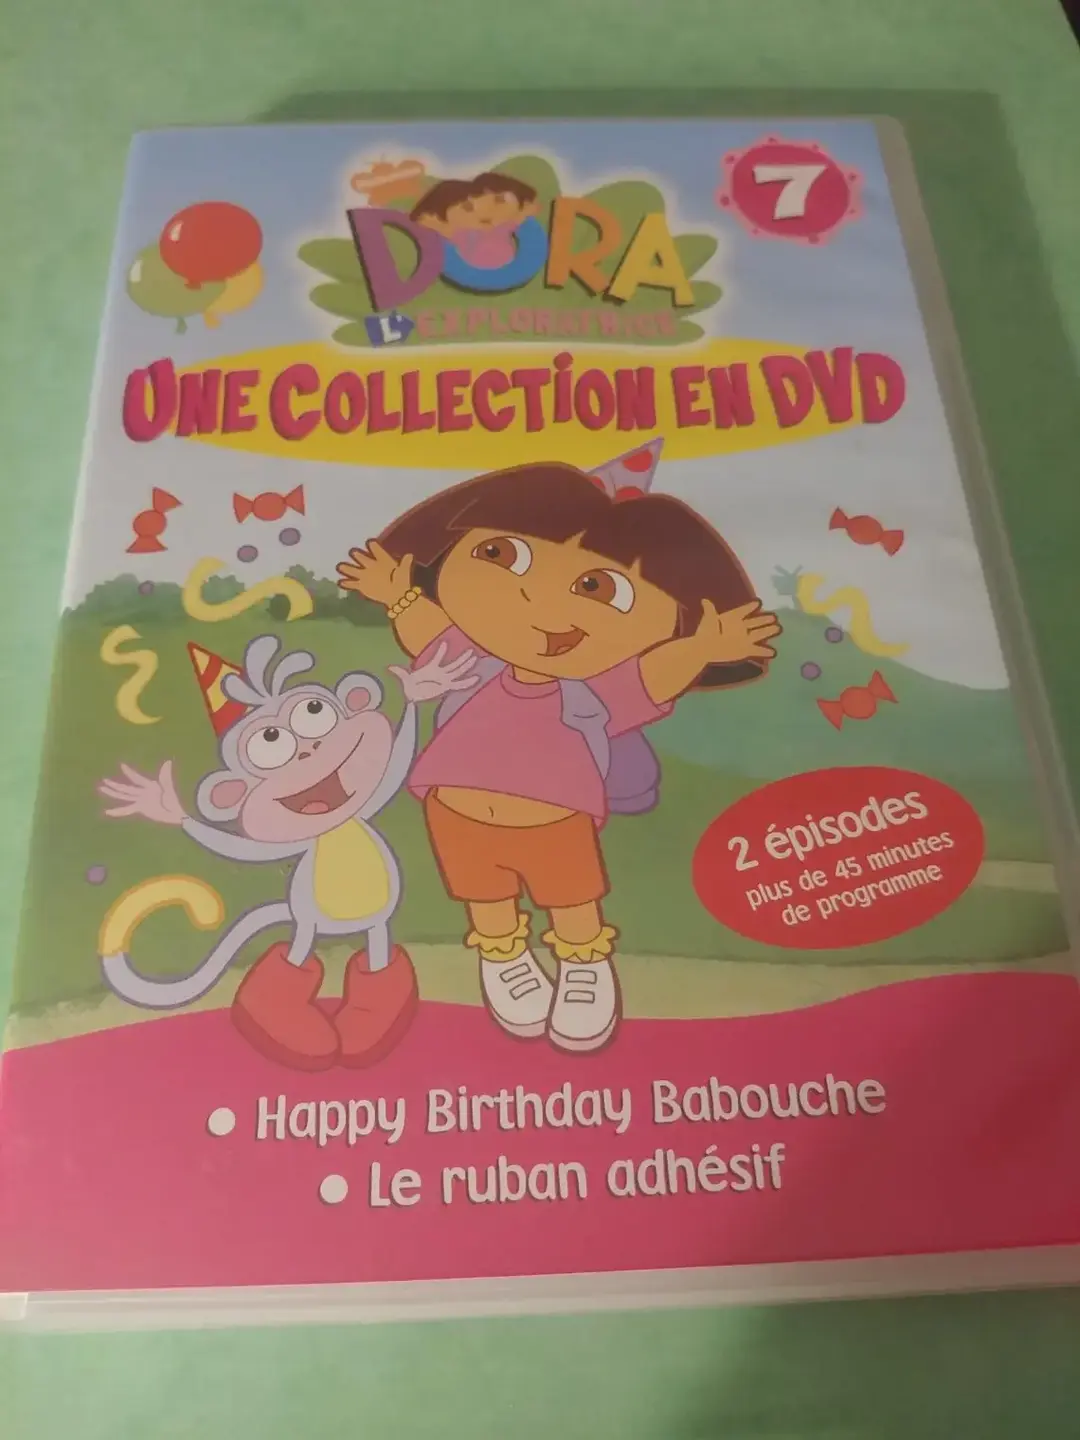 7
DORA
L'EXPLORATRICE
UNE COLLECTION EN DVD
2 épisodes
plus de 45 minutes
de programme
• Happy Birthday Babouche
• Le ruban adhésif